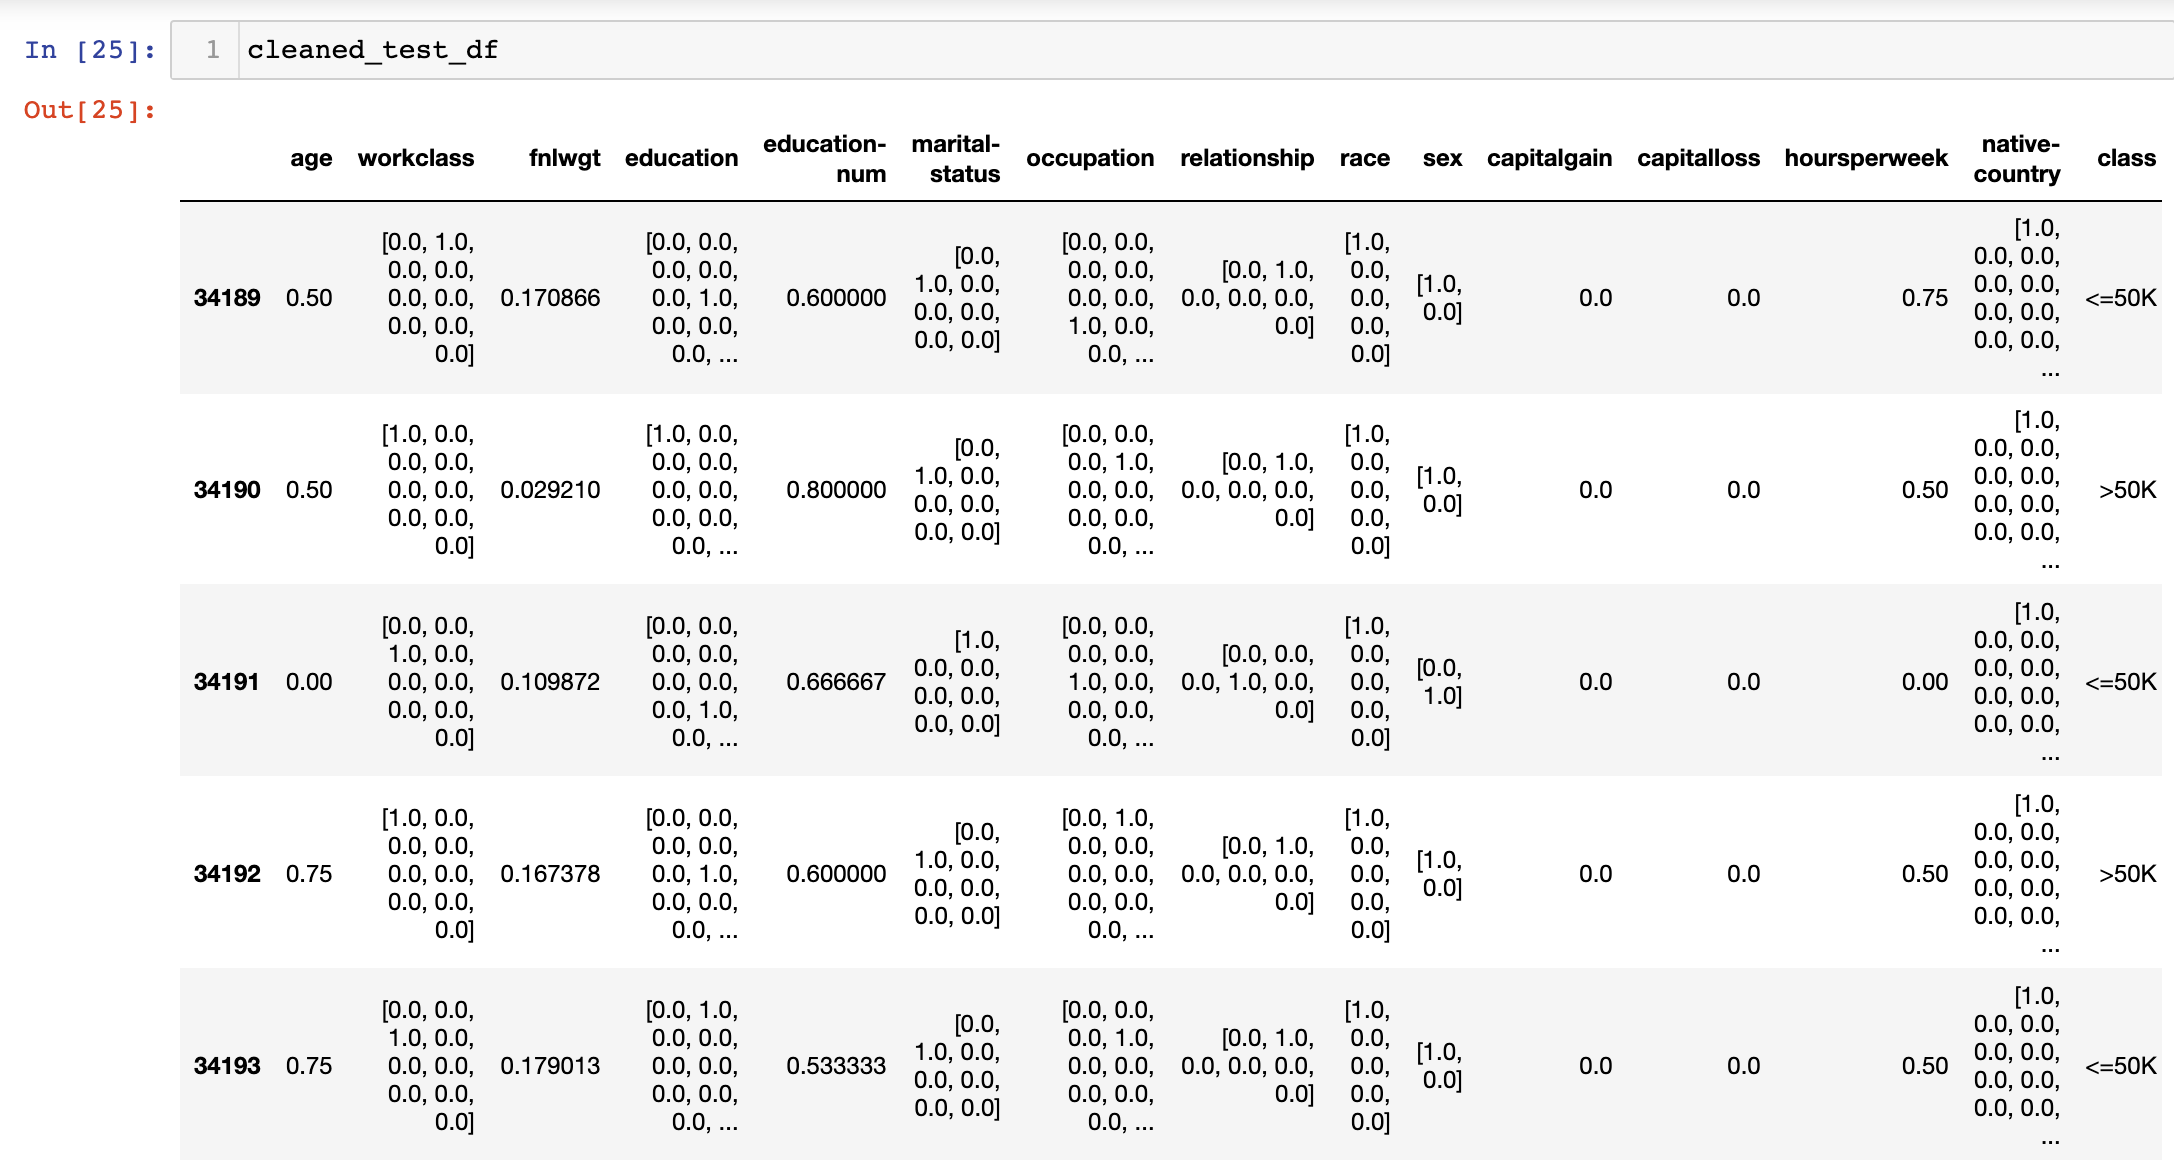 In [25]: 1 cleaned_test_df
Out[25]:
age workclass fnlwgt education education-num marital-status occupation relationship race sex capitalgain capitalloss hoursperweek native-country class
34189 0.50 [0.0, 1.0, 0.0, 0.0, 0.0, 0.0, 0.0, 0.0, 0.0] 0.170866 [0.0, 0.0, 0.0, 0.0, 0.0, 1.0, 0.0, 0.0, 0.0, ... 0.600000 [0.0, 1.0, 0.0, 0.0, 0.0, 0.0, 0.0] [0.0, 0.0, 0.0, 0.0, 0.0, 0.0, 1.0, 0.0, 0.0, ... [0.0, 1.0, 0.0, 0.0, 0.0, 0.0] [1.0, 0.0, 0.0, 0.0, 0.0] [1.0, 0.0] 0.0 0.0 0.75 [1.0, 0.0, 0.0, 0.0, 0.0, 0.0, 0.0, 0.0, 0.0, ... <=50K
34190 0.50 [1.0, 0.0, 0.0, 0.0, 0.0, 0.0, 0.0, 0.0, 0.0] 0.029210 [1.0, 0.0, 0.0, 0.0, 0.0, 0.0, 0.0, 0.0, 0.0, ... 0.800000 [0.0, 1.0, 0.0, 0.0, 0.0, 0.0, 0.0] [0.0, 0.0, 0.0, 1.0, 0.0, 0.0, 0.0, 0.0, 0.0, ... [0.0, 1.0, 0.0, 0.0, 0.0, 0.0] [1.0, 0.0, 0.0, 0.0, 0.0] [1.0, 0.0] 0.0 0.0 0.50 [1.0, 0.0, 0.0, 0.0, 0.0, 0.0, 0.0, 0.0, 0.0, ... >50K
34191 0.00 [0.0, 0.0, 1.0, 0.0, 0.0, 0.0, 0.0, 0.0, 0.0] 0.109872 [0.0, 0.0, 0.0, 0.0, 0.0, 0.0, 0.0, 1.0, 0.0, ... 0.666667 [1.0, 0.0, 0.0, 0.0, 0.0, 0.0, 0.0] [0.0, 0.0, 0.0, 0.0, 1.0, 0.0, 0.0, 0.0, 0.0, ... [0.0, 0.0, 0.0, 1.0, 0.0, 0.0] [1.0, 0.0, 0.0, 0.0, 0.0] [0.0, 1.0] 0.0 0.0 0.00 [1.0, 0.0, 0.0, 0.0, 0.0, 0.0, 0.0, 0.0, 0.0, ... <=50K
34192 0.75 [1.0, 0.0, 0.0, 0.0, 0.0, 0.0, 0.0, 0.0, 0.0] 0.167378 [0.0, 0.0, 0.0, 0.0, 0.0, 1.0, 0.0, 0.0, 0.0, ... 0.600000 [0.0, 1.0, 0.0, 0.0, 0.0, 0.0, 0.0] [0.0, 1.0, 0.0, 0.0, 0.0, 0.0, 0.0, 0.0, 0.0, ... [0.0, 1.0, 0.0, 0.0, 0.0, 0.0] [1.0, 0.0, 0.0, 0.0, 0.0] [1.0, 0.0] 0.0 0.0 0.50 [1.0, 0.0, 0.0, 0.0, 0.0, 0.0, 0.0, 0.0, 0.0, ... >50K
34193 0.75 [0.0, 0.0, 1.0, 0.0, 0.0, 0.0, 0.0, 0.0, 0.0] 0.179013 [0.0, 1.0, 0.0, 0.0, 0.0, 0.0, 0.0, 0.0, 0.0, ... 0.533333 [0.0, 1.0, 0.0, 0.0, 0.0, 0.0, 0.0] [0.0, 0.0, 0.0, 1.0, 0.0, 0.0, 0.0, 0.0, 0.0, ... [0.0, 1.0, 0.0, 0.0, 0.0, 0.0] [1.0, 0.0, 0.0, 0.0, 0.0] [1.0, 0.0] 0.0 0.0 0.50 [1.0, 0.0, 0.0, 0.0, 0.0, 0.0, 0.0, 0.0, 0.0, ... <=50K